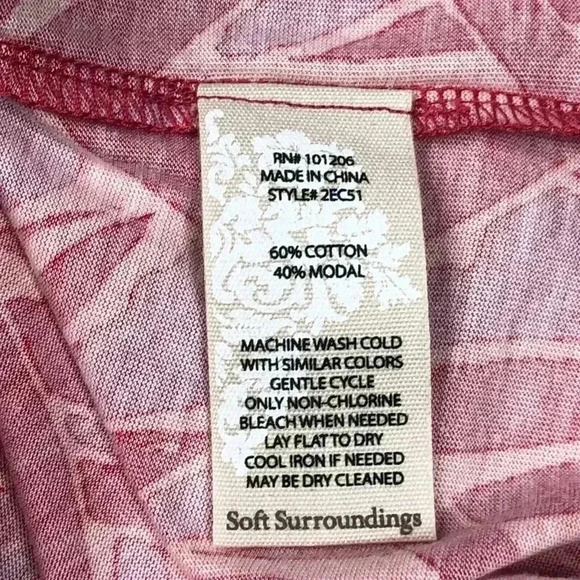 RN# 101206
MADE IN CHINA
STYLE# 2EC51
60% COTTON
40% MODAL
MACHINE WASH COLD
WITH SIMILAR COLORS
GENTLE CYCLE
ONLY NON-CHLORINE
BLEACH WHEN NEEDED
LAY FLAT TO DRY
COOL IRON IF NEEDED
MAY BE DRY CLEANED
Soft Surroundings